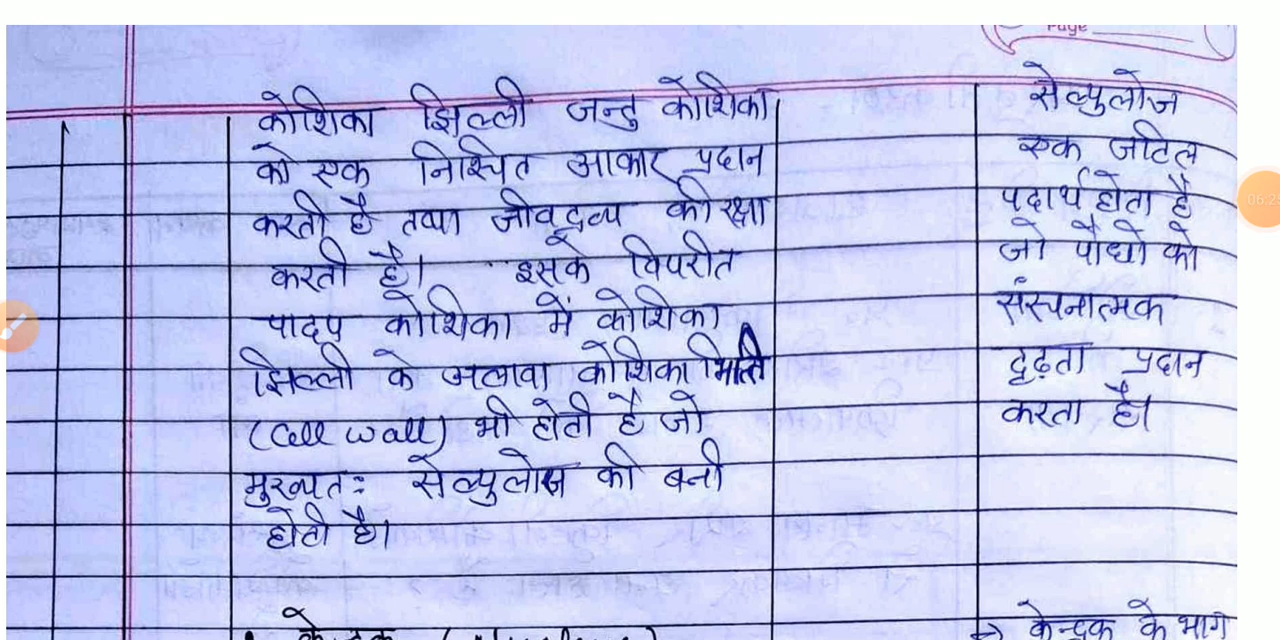 Page
कोशिका झिल्ली जन्तु कोशिका
को एक निश्चित आकार प्रदान
करती है तथा जीवद्रव्य की रक्षा
करती है। इसके विपरीत
पादप कोशिका में कोशिका
झिल्ली के अलावा कोशिका भित्ति
(Cell wall) भी होती है जो
मुख्यतः सेल्युलोज की बनी
होती है।
सेल्युलोज
एक जटिल
पदार्थ होता है
जो पौधो को
संरचनात्मक
दृढ़ता प्रदान
करता है।
केन्द्रक के भाग